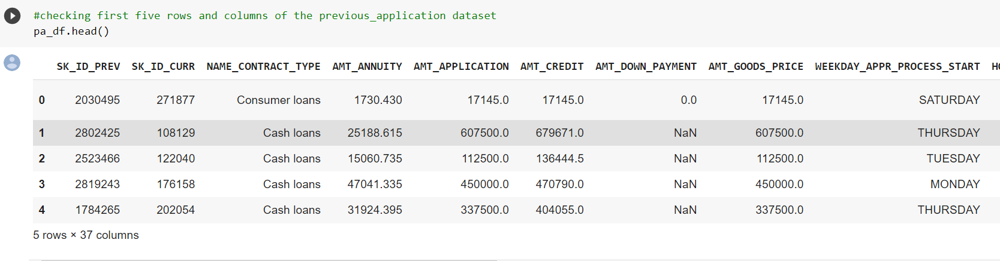 #checking first five rows and columns of the previous_application dataset
pa_df.head()
SK_ID_PREV SK_ID_CURR NAME_CONTRACT_TYPE AMT_ANNUITY AMT_APPLICATION AMT_CREDIT AMT_DOWN_PAYMENT AMT_GOODS_PRICE WEEKDAY_APPR_PROCESS_START
0 2030495 271877 Consumer loans 1730.430 17145.0 17145.0 0.0 17145.0 SATURDAY
1 2802425 108129 Cash loans 25188.615 607500.0 679671.0 NaN 607500.0 THURSDAY
2 2523466 122040 Cash loans 15060.735 112500.0 136444.5 NaN 112500.0 TUESDAY
3 2819243 176158 Cash loans 47041.335 450000.0 470790.0 NaN 450000.0 MONDAY
4 1784265 202054 Cash loans 31924.395 337500.0 404055.0 NaN 337500.0 THURSDAY
5 rows × 37 columns